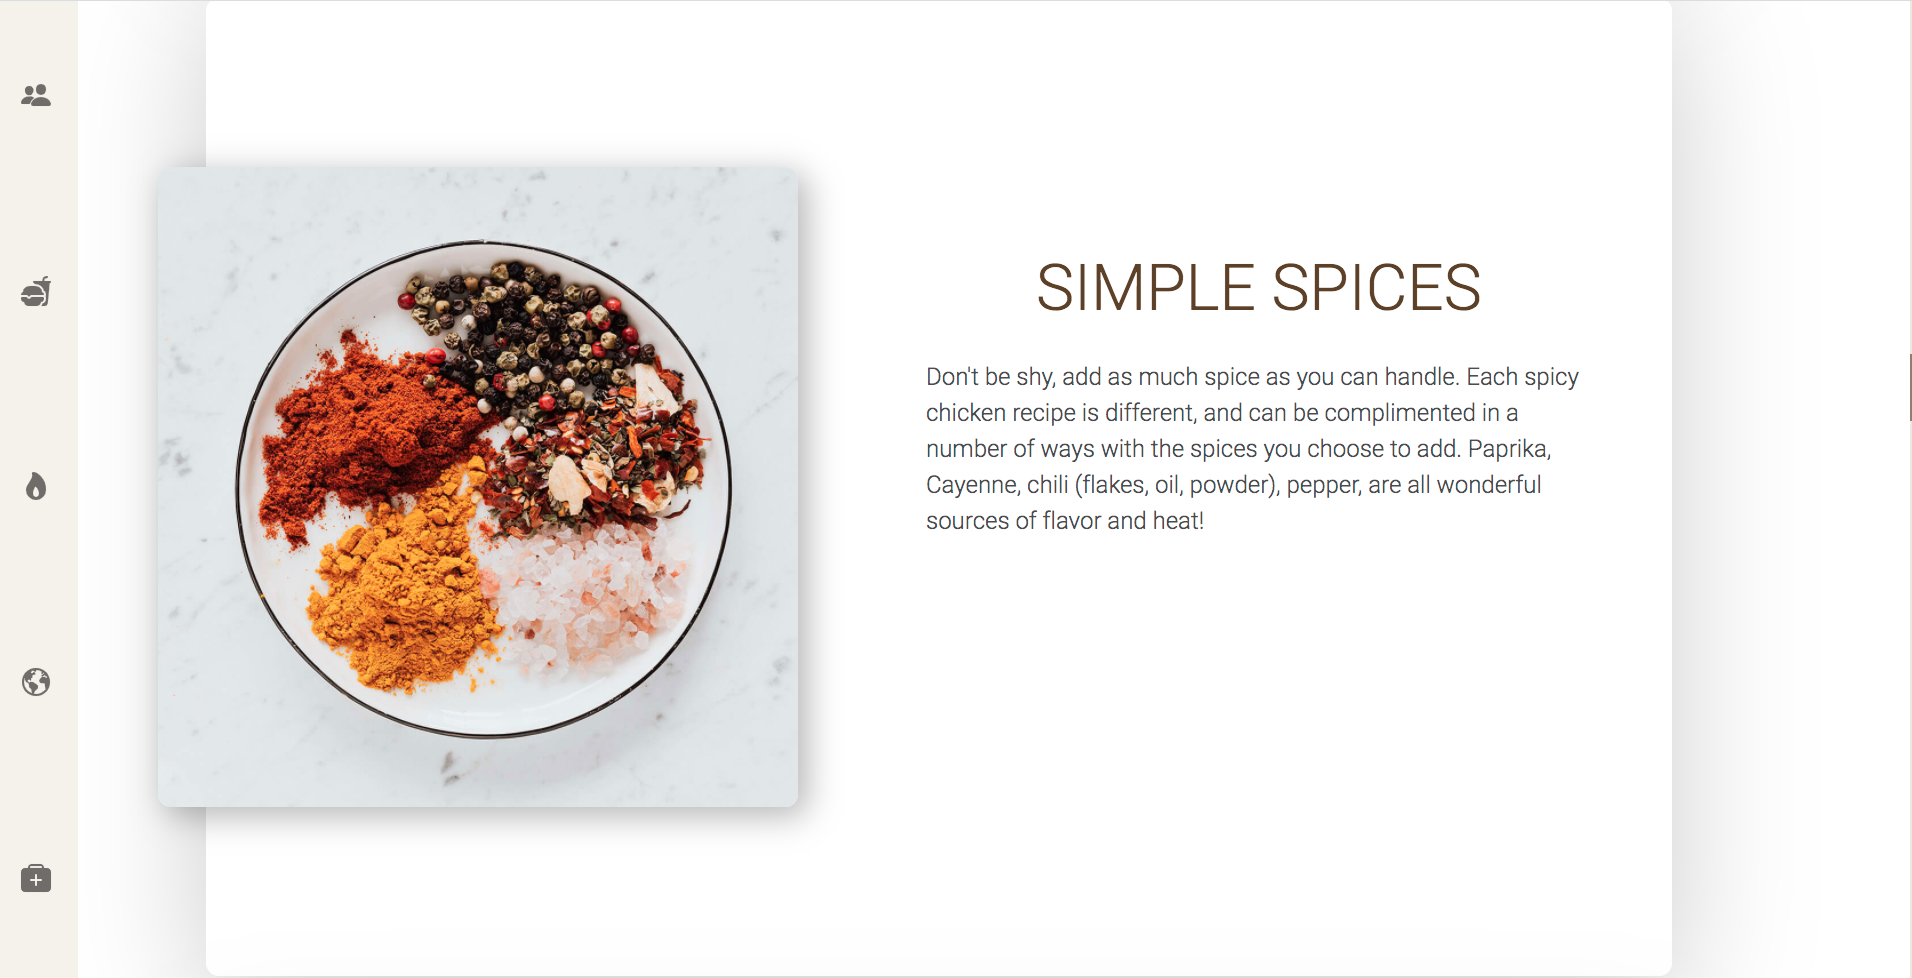 SIMPLE SPICES
Don't be shy, add as much spice as you can handle. Each spicy
chicken recipe is different, and can be complimented in a
number of ways with the spices you choose to add. Paprika,
Cayenne, chili (flakes, oil, powder), pepper, are all wonderful
sources of flavor and heat!